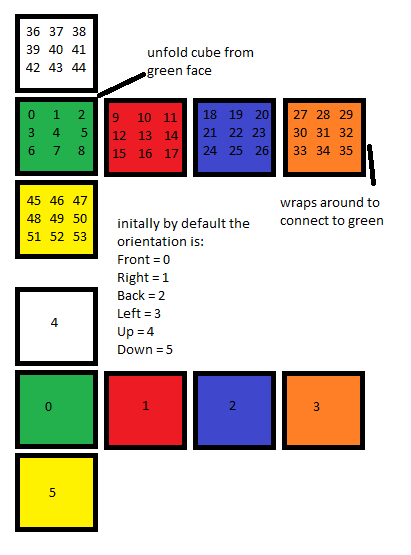 36 37 38
39 40 41
42 43 44
unfold cube from
green face
0 1 2
3 4 5
6 7 8
9 10 11
12 13 14
15 16 17
18 19 20
21 22 23
24 25 26
27 28 29
30 31 32
33 34 35
wraps around to
connect to green
45 46 47
48 49 50
51 52 53
initally by default the
orientation is:
Front = 0
Right = 1
Back = 2
Left = 3
Up = 4
Down = 5
4
0
1
2
3
5